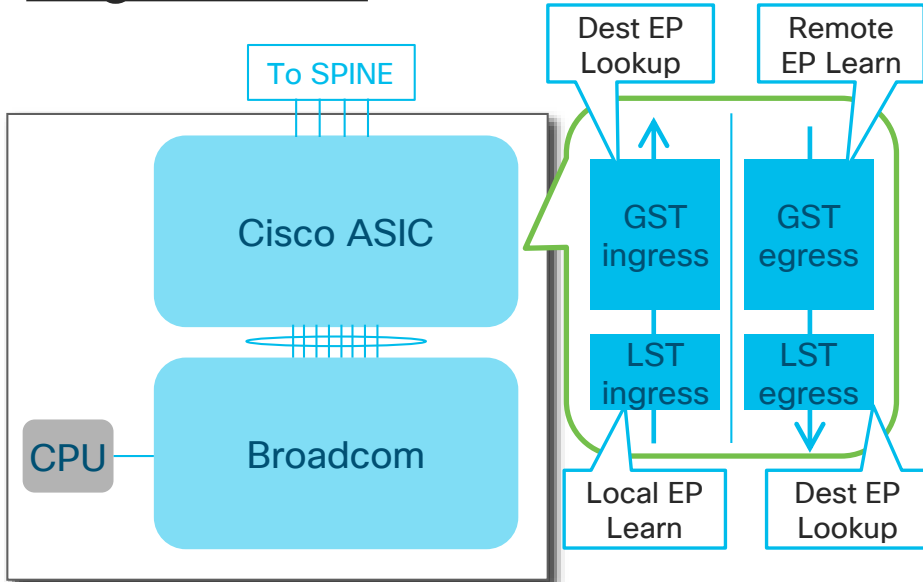 Dest EP
Lookup
Remote
EP Learn
To SPINE
Cisco ASIC
GST
ingress
GST
egress
LST
ingress
LST
egress
CPU
Broadcom
Local EP
Learn
Dest EP
Lookup